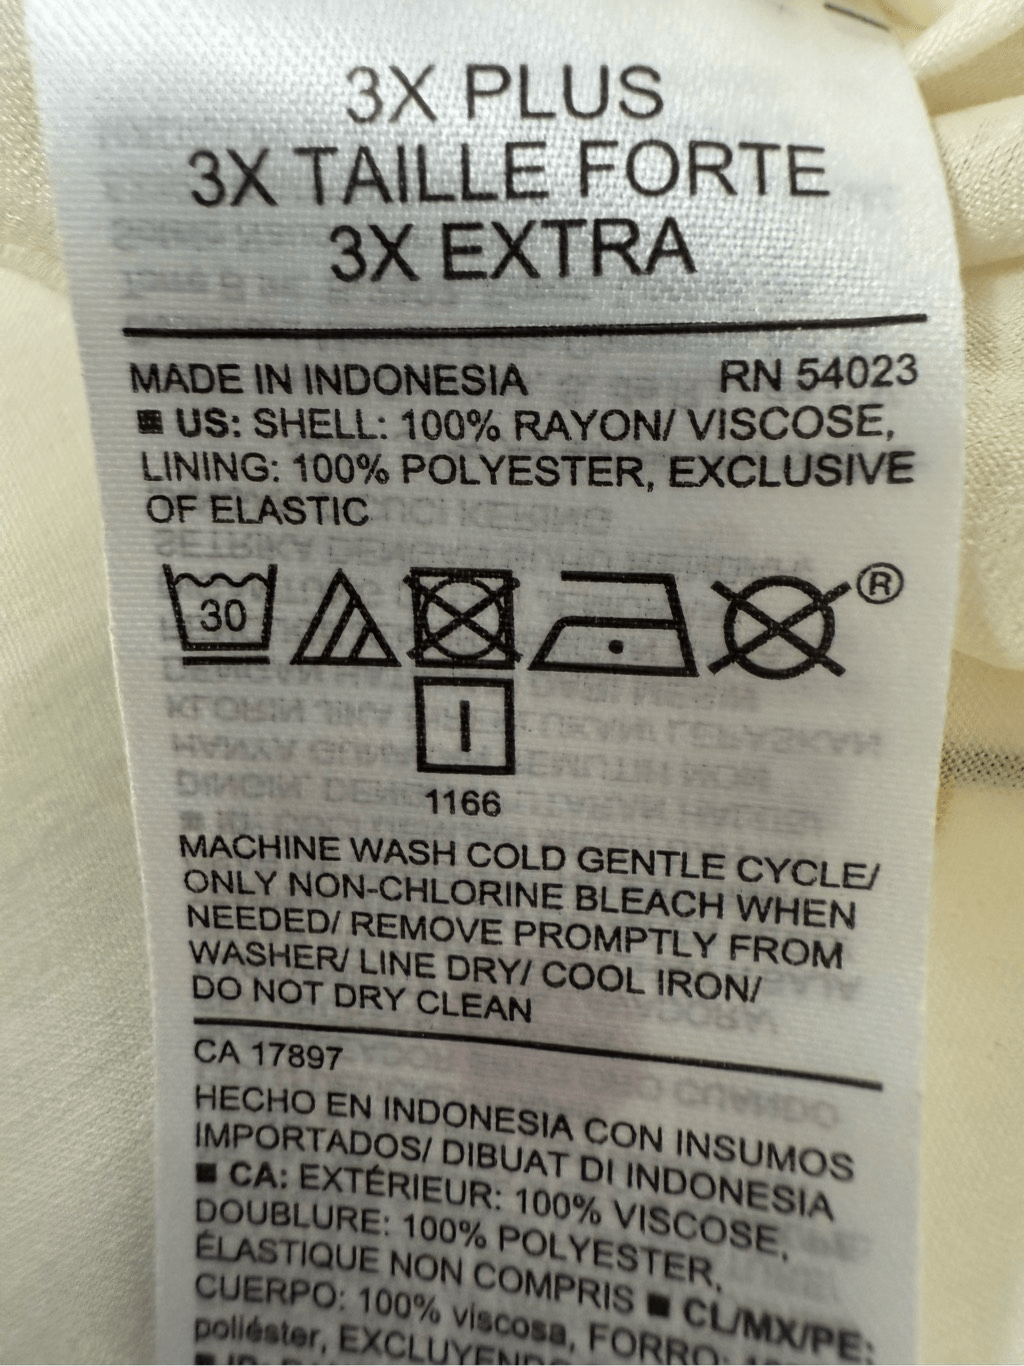 3X PLUS
3X TAILLE FORTE
3X EXTRA
MADE IN INDONESIA RN 54023
■ US: SHELL: 100% RAYON/ VISCOSE,
LINING: 100% POLYESTER, EXCLUSIVE
OF ELASTIC
30
®
1166
MACHINE WASH COLD GENTLE CYCLE/
ONLY NON-CHLORINE BLEACH WHEN
NEEDED/ REMOVE PROMPTLY FROM
WASHER/ LINE DRY/ COOL IRON/
DO NOT DRY CLEAN
CA 17897
HECHO EN INDONESIA CON INSUMOS
IMPORTADOS/ DIBUAT DI INDONESIA
■ CA: EXTÉRIEUR: 100% VISCOSE,
DOUBLURE: 100% POLYESTER,
ÉLASTIQUE NON COMPRIS ■ CL/MX/PE:
CUERPO: 100% viscosa, FORRO:
poliéster,